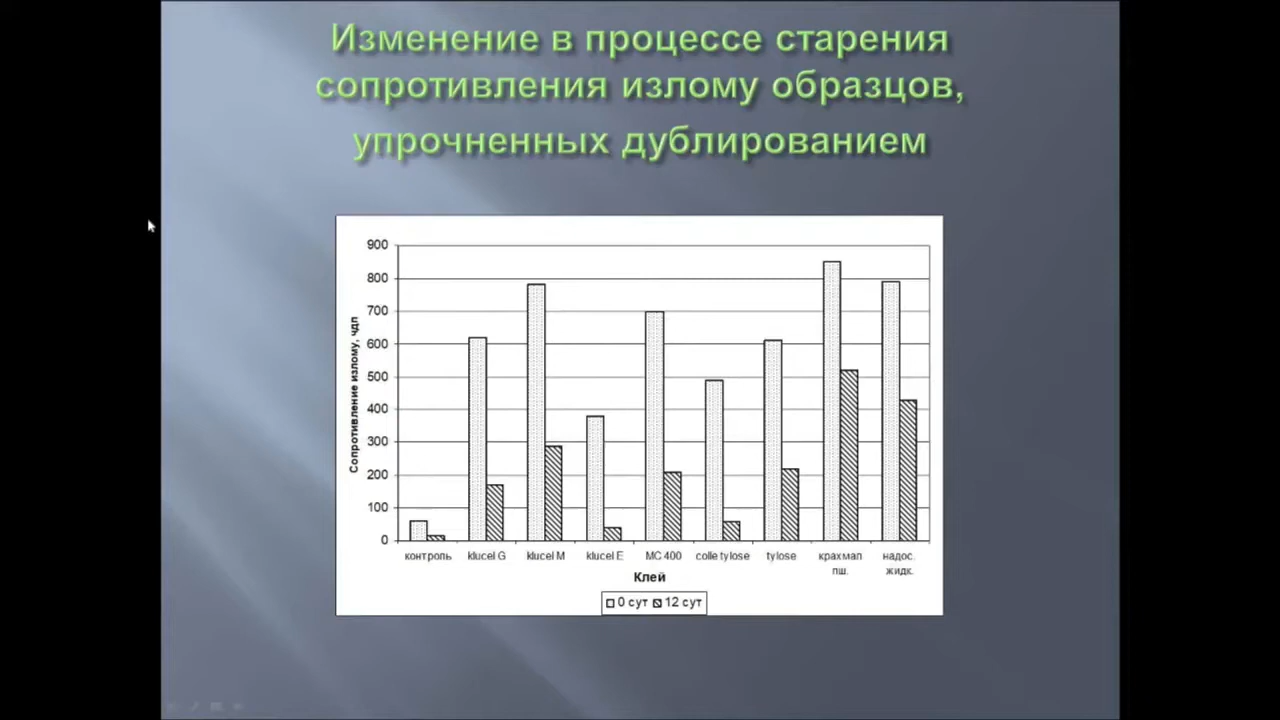 Изменение в процессе старения
сопротивления излому образцов,
упрочненных дублированием
900
800
700
600
500
400
300
200
100
0
Сопротивление излому, чдп
контроль klucel G klucel M klucel E MC 400 colle tylose tylose крахмал надос.
пш. жидк.
Клей
0 сут 12 сут